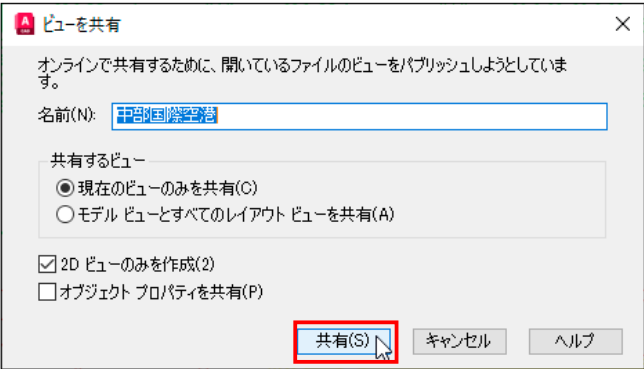 A
CAD
ビューを共有
オンラインで共有するために、開いているファイルのビューをパブリッシュしようとしていま
す。
名前(N): 中部国際空港
共有するビュー
現在のビューのみを共有(C)
モデル ビューとすべてのレイアウト ビューを共有(A)
2D ビューのみを作成(2)
オブジェクト プロパティを共有(P)
共有(S) キャンセル ヘルプ